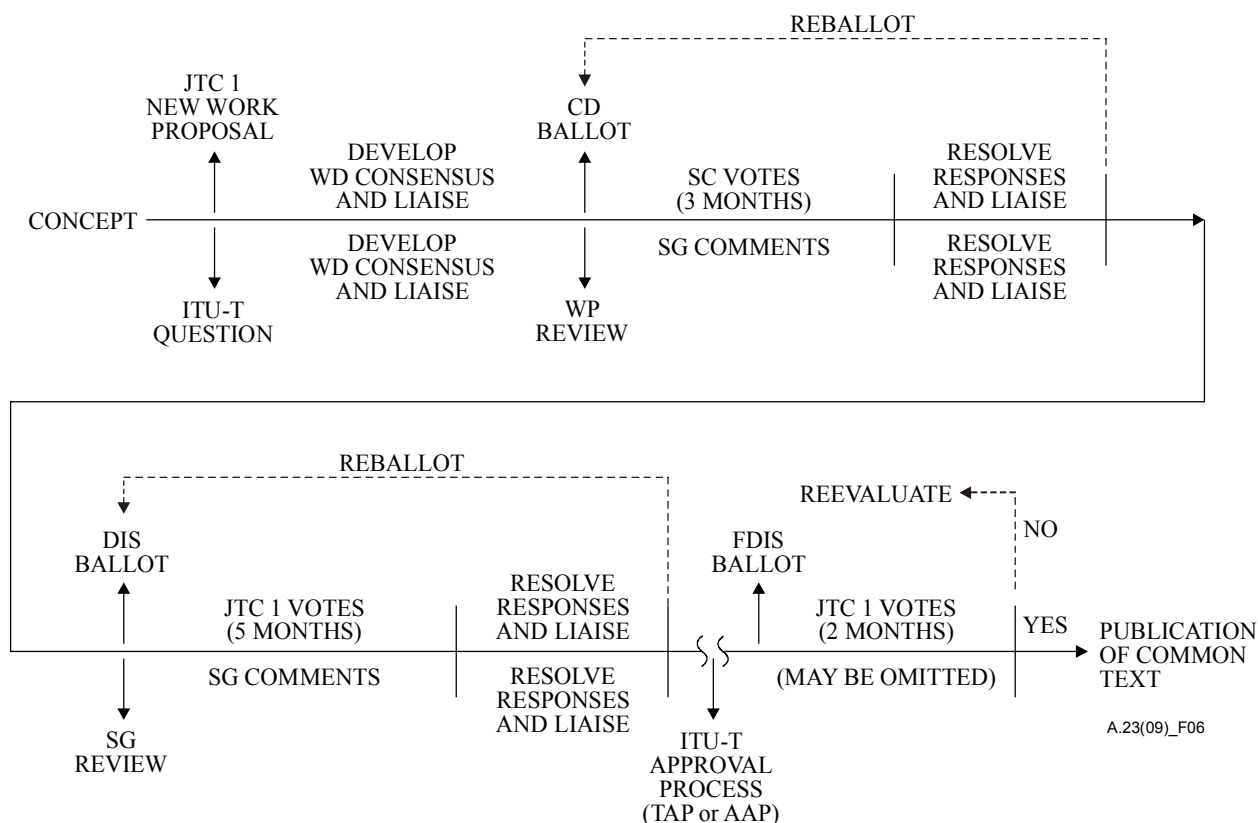 REBALLOT
JTC 1
NEW WORK
PROPOSAL
CD
BALLOT
DEVELOP
WD CONSENSUS
AND LIAISE
SC VOTES
(3 MONTHS)
RESOLVE
RESPONSES
AND LIAISE
CONCEPT
DEVELOP
WD CONSENSUS
AND LIAISE
SG COMMENTS
RESOLVE
RESPONSES
AND LIAISE
ITU-T
QUESTION
WP
REVIEW
REBALLOT
REEVALUATE
DIS
BALLOT
FDIS
BALLOT
NO
JTC 1 VOTES
(5 MONTHS)
RESOLVE
RESPONSES
AND LIAISE
JTC 1 VOTES
(2 MONTHS)
YES
PUBLICATION
OF COMMON
TEXT
SG COMMENTS
RESOLVE
RESPONSES
AND LIAISE
(MAY BE OMITTED)
SG
REVIEW
ITU-T
APPROVAL
PROCESS
(TAP or AAP)
A.23(09)_F06